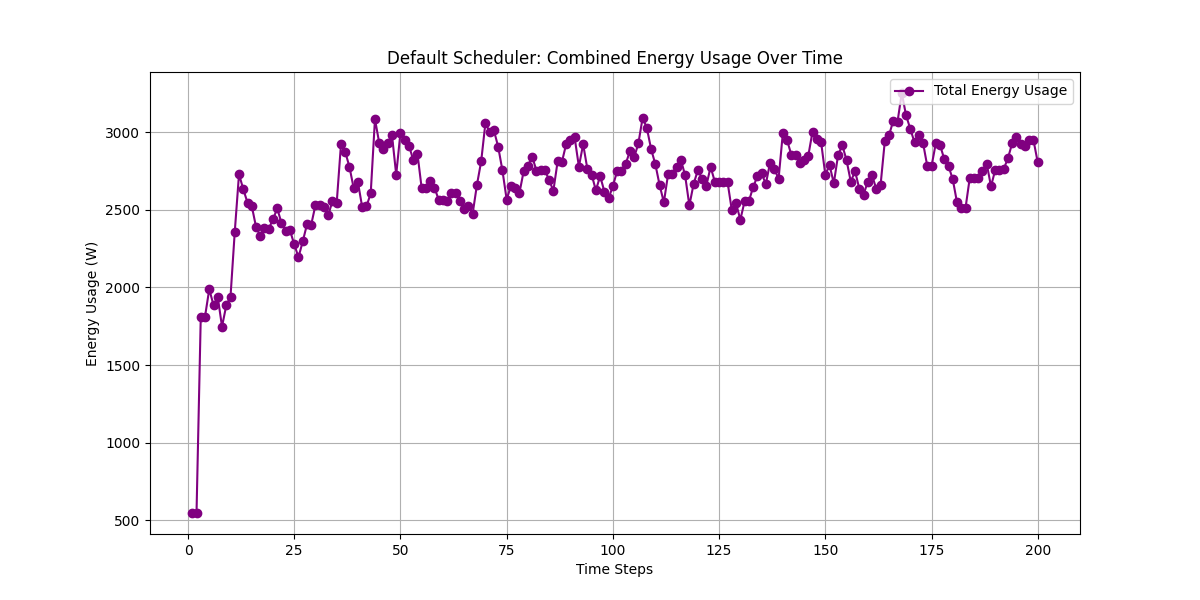 Default Scheduler: Combined Energy Usage Over Time
Total Energy Usage
3000
2500
2000
1500
1000
500
Energy Usage (W)
0 25 50 75 100 125 150 175 200
Time Steps